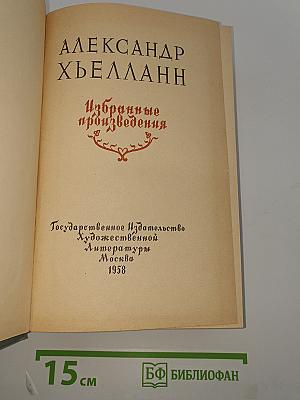 АЛЕКСАНДР
ХЬЕЛЛАНН
Избранные
произведения
Государственное Издательство
Художественной
Литературы
Москва
1958
15 см
БФ БИБЛИОФАН